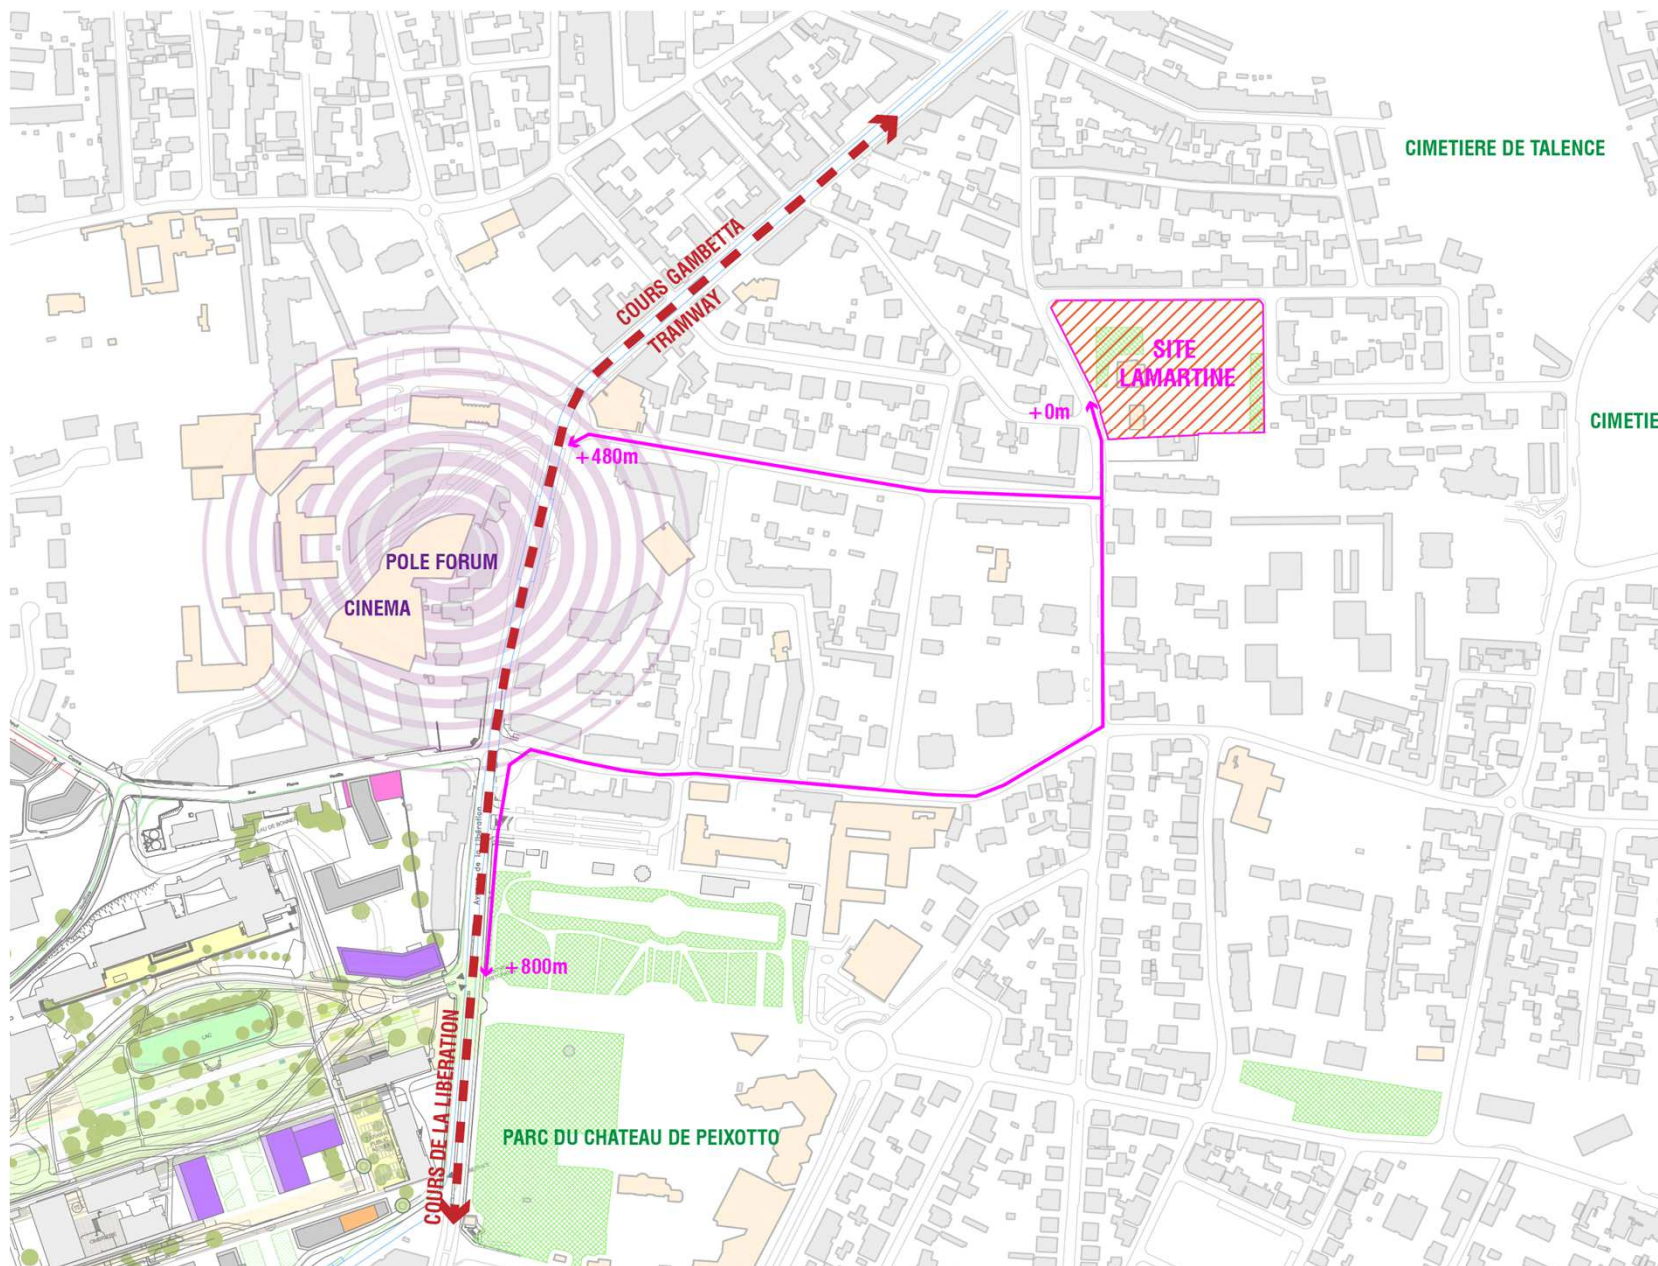 CIMETIERE DE TALENCE
COURS GAMBETTA
TRAMWAY
SITE
LAMARTINE
+0m
CIMETIE
+480m
POLE FORUM
CINEMA
+800m
LAC
COURS DE LA LIBERATION
PARC DU CHATEAU DE PEIXOTTO